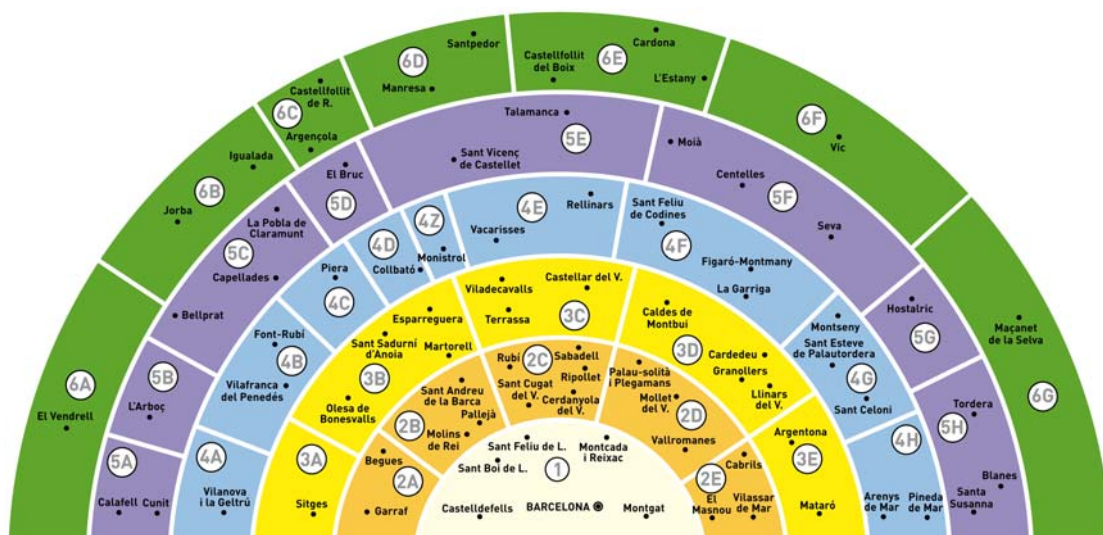 6D
Santpedor
Manresa
6E
Cardona
Castellfollit
del Boix
L'Estany
6C
Castellfollit
de R.
Argençola
6F
Vic
6B
Igualada
Jorba
5E
Talamanca
Sant Vicenç
de Castellet
5D
El Bruc
5F
Moià
Centelles
Seva
5C
La Pobla de
Claramunt
Capellades
Bellprat
4Z
Monistrol
4D
Collbató
4E
Rellinars
Vacarisses
4F
Sant Feliu
de Codines
Figaró-Montmany
La Garriga
4C
Piera
3C
Viladecavalls
Castellar del V.
Terrassa
3D
Caldes de
Montbuí
Cardedeu
Granollers
Llinars
del V.
5G
Hostalric
6G
Maçanet
de la Selva
4G
Montseny
Sant Esteve
de Palautordera
Sant Celoni
4B
Font-Rubí
Vilafranca
del Penedés
3B
Esparreguera
Sant Sadurní
d'Anoia
Martorell
Olesa de
Bonesvalls
2C
Rubí
Sabadell
Ripollet
Sant Cugat
del V.
Cerdanyola
del V.
2D
Palau-solità
i Plegamans
Mollet
del V.
Vallromanes
6A
El Vendrell
5B
L'Arboç
2B
Sant Andreu
de la Barca
Pallejà
Molins
de Rei
5H
Tordera
Blanes
Santa
Susanna
4H
Arenys
de Mar
Pineda
de Mar
3E
Argentona
Mataró
2E
Cabrils
El
Masnou
Vilassar
de Mar
5A
Calafell
Cunit
4A
Vilanova
i la Geltrú
3A
Sitges
2A
Begues
Garraf
1
Sant Feliu de L.
Montcada
i Reixac
Sant Boi de L.
Castelldefells
BARCELONA
Montgat